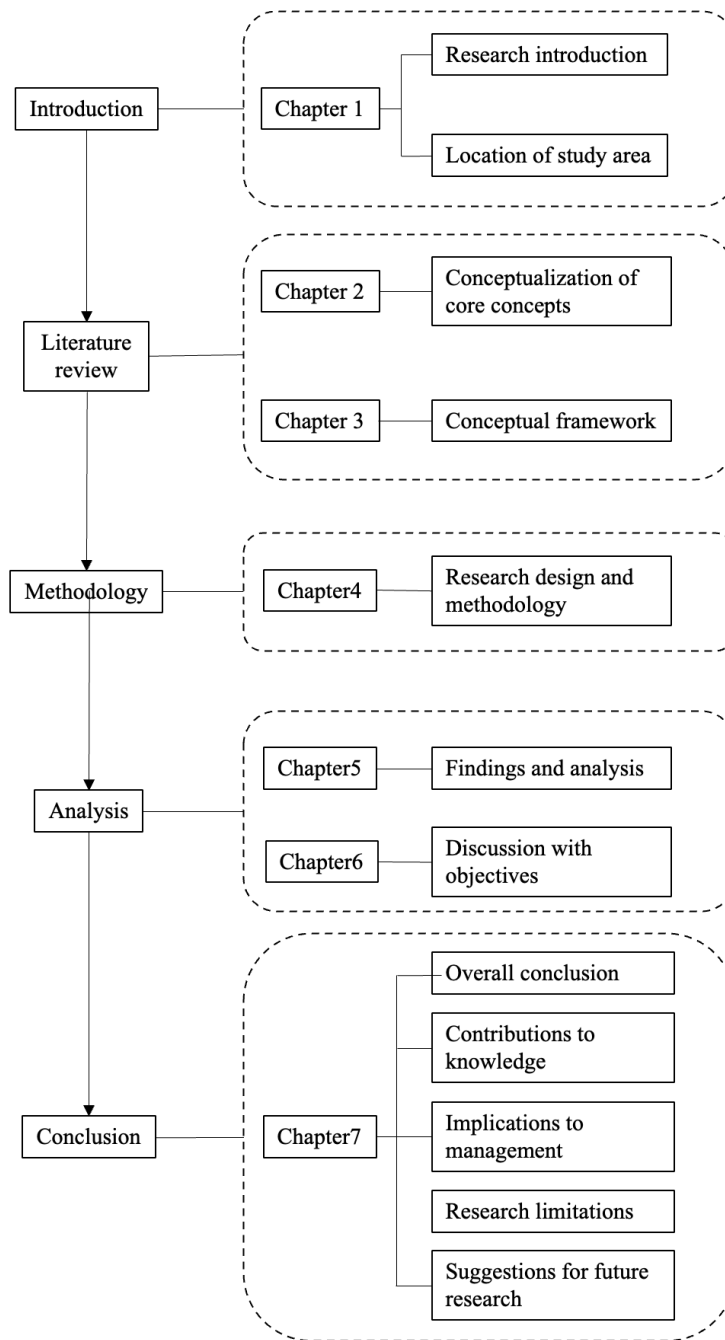 Introduction
Chapter 1
Research introduction
Location of study area
Literature
review
Chapter 2
Conceptualization of
core concepts
Chapter 3
Conceptual framework
Methodology
Chapter4
Research design and
methodology
Analysis
Chapter5
Findings and analysis
Chapter6
Discussion with
objectives
Conclusion
Chapter7
Overall conclusion
Contributions to
knowledge
Implications to
management
Research limitations
Suggestions for future
research